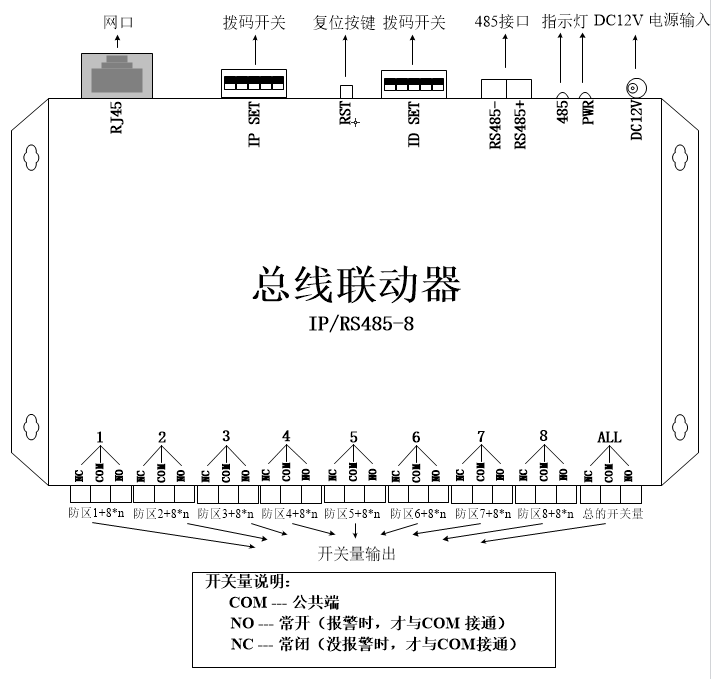 网口 拨码开关 复位按键 拨码开关 485接口 指示灯 DC12V 电源输入
RJ45 IP SET RST ID SET RS485- RS485+ 485 PWR DC12V
总线联动器
IP/RS485-8
1 2 3 4 5 6 7 8 ALL
NC COM NO NC COM NO NC COM NO NC COM NO NC COM NO NC COM NO NC COM NO NC COM NO NC COM NO
防区1+8*n 防区2+8*n 防区3+8*n 防区4+8*n 防区5+8*n 防区6+8*n 防区7+8*n 防区8+8*n 总的开关量
开关量输出
开关量说明：
COM --- 公共端
NO --- 常开（报警时，才与COM 接通）
NC --- 常闭（没报警时，才与COM接通）